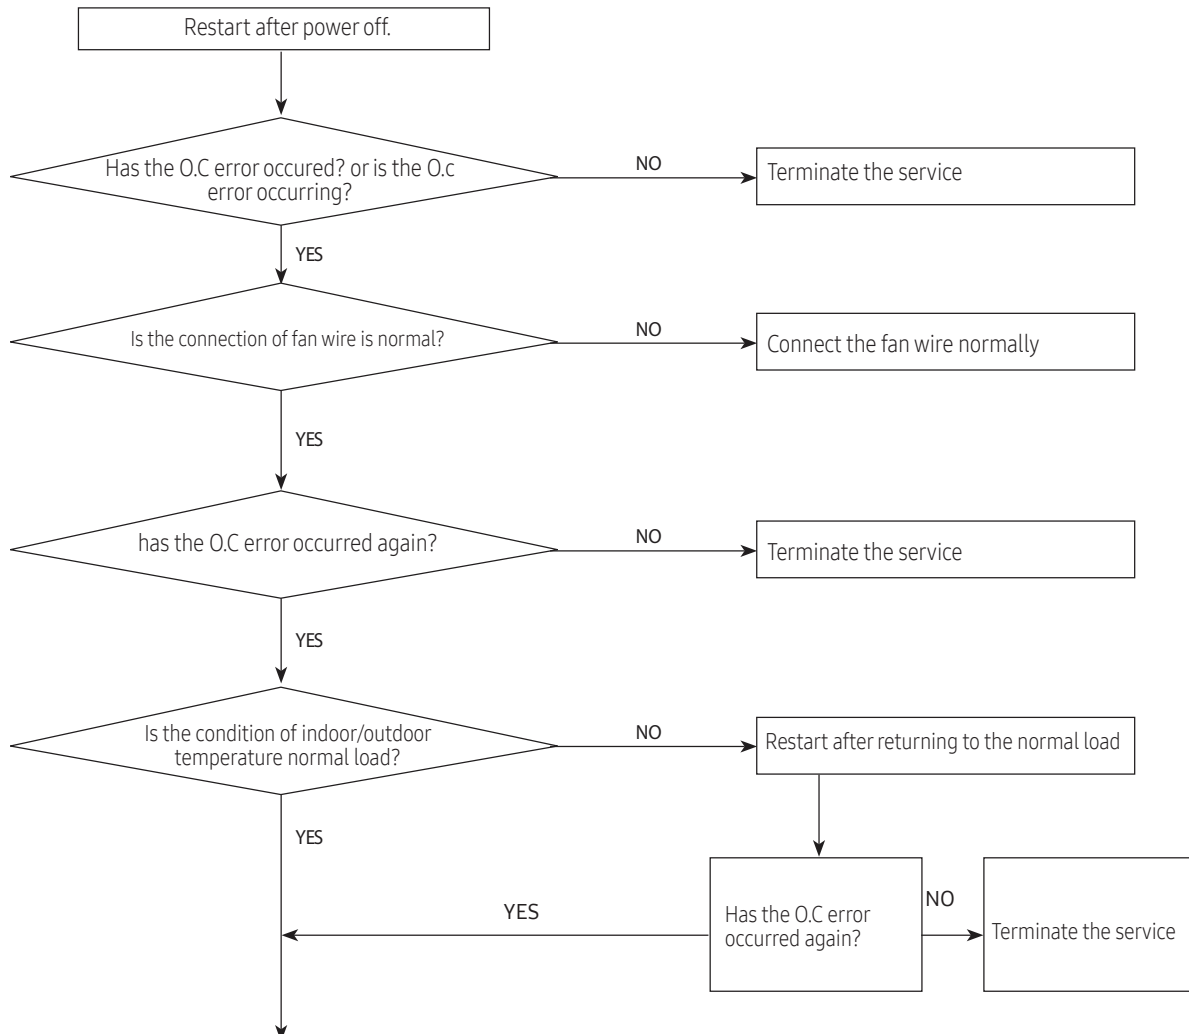 Restart after power off.
Has the O.C error occured? or is the O.c
error occurring?
NO
Terminate the service
YES
Is the connection of fan wire is normal?
NO
Connect the fan wire normally
YES
has the O.C error occurred again?
NO
Terminate the service
YES
Is the condition of indoor/outdoor
temperature normal load?
NO
Restart after returning to the normal load
YES
YES
Has the O.C error
occurred again?
NO
Terminate the service